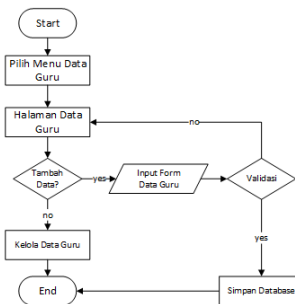 Start
Pilih Menu Data
Guru
Halaman Data
Guru
no
Tambah
Data?
yes
Input Form
Data Guru
Validasi
no
yes
Kelola Data Guru
End
Simpan Database